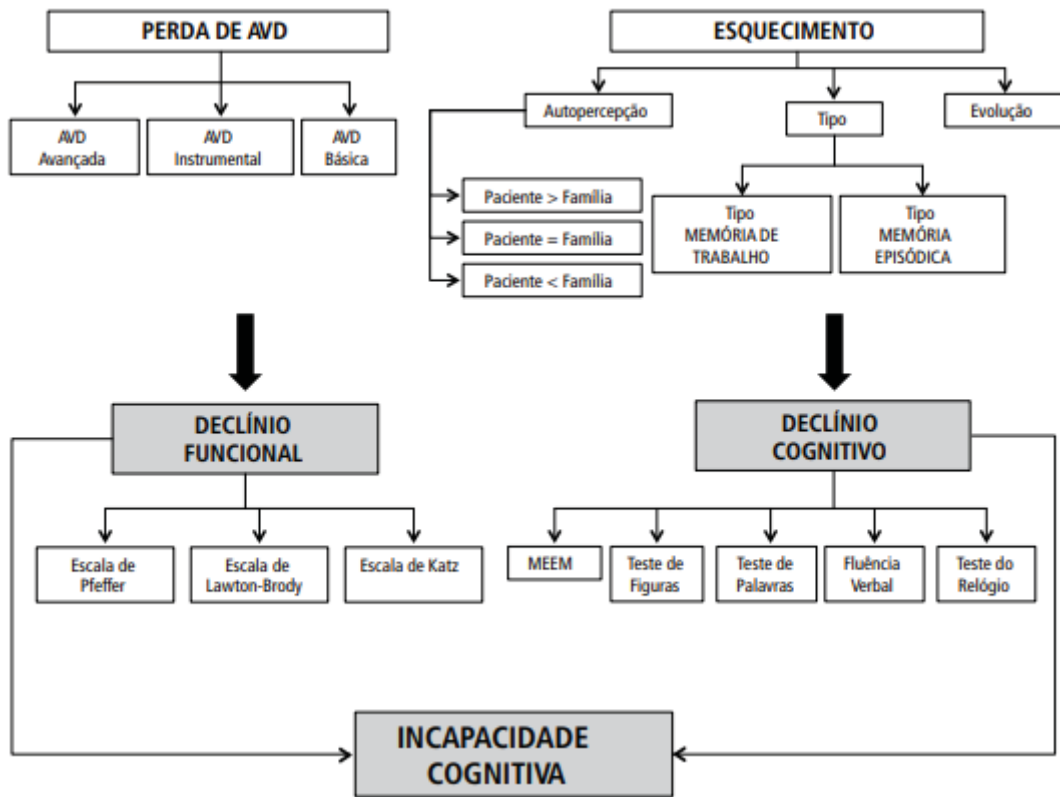 PERDA DE AVD
AVD
Avançada
AVD
Instrumental
AVD
Básica
ESQUECIMENTO
Autopercepção
Tipo
Evolução
Paciente > Família
Paciente = Família
Paciente < Família
Tipo
MEMÓRIA DE
TRABALHO
Tipo
MEMÓRIA
EPISÓDICA
DECLÍNIO
FUNCIONAL
Escala de
Pfeffer
Escala de
Lawton-Brody
Escala de Katz
DECLÍNIO
COGNITIVO
MEEM
Teste de
Figuras
Teste de
Palavras
Fluência
Verbal
Teste do
Relógio
INCAPACIDADE
COGNITIVA